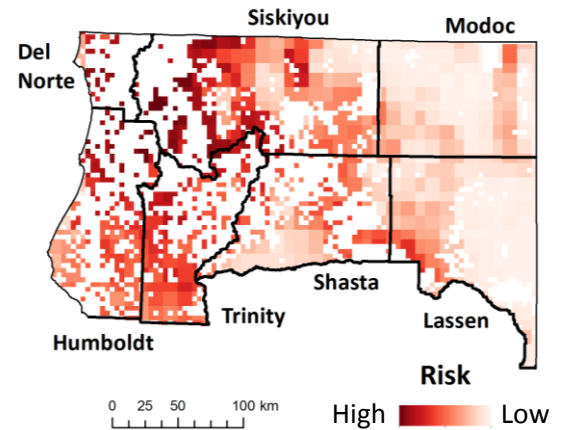 Siskiyou
Modoc
Del
Norte
Shasta
Trinity
Lassen
Humboldt
Risk
0 25 50 100 km
High Low